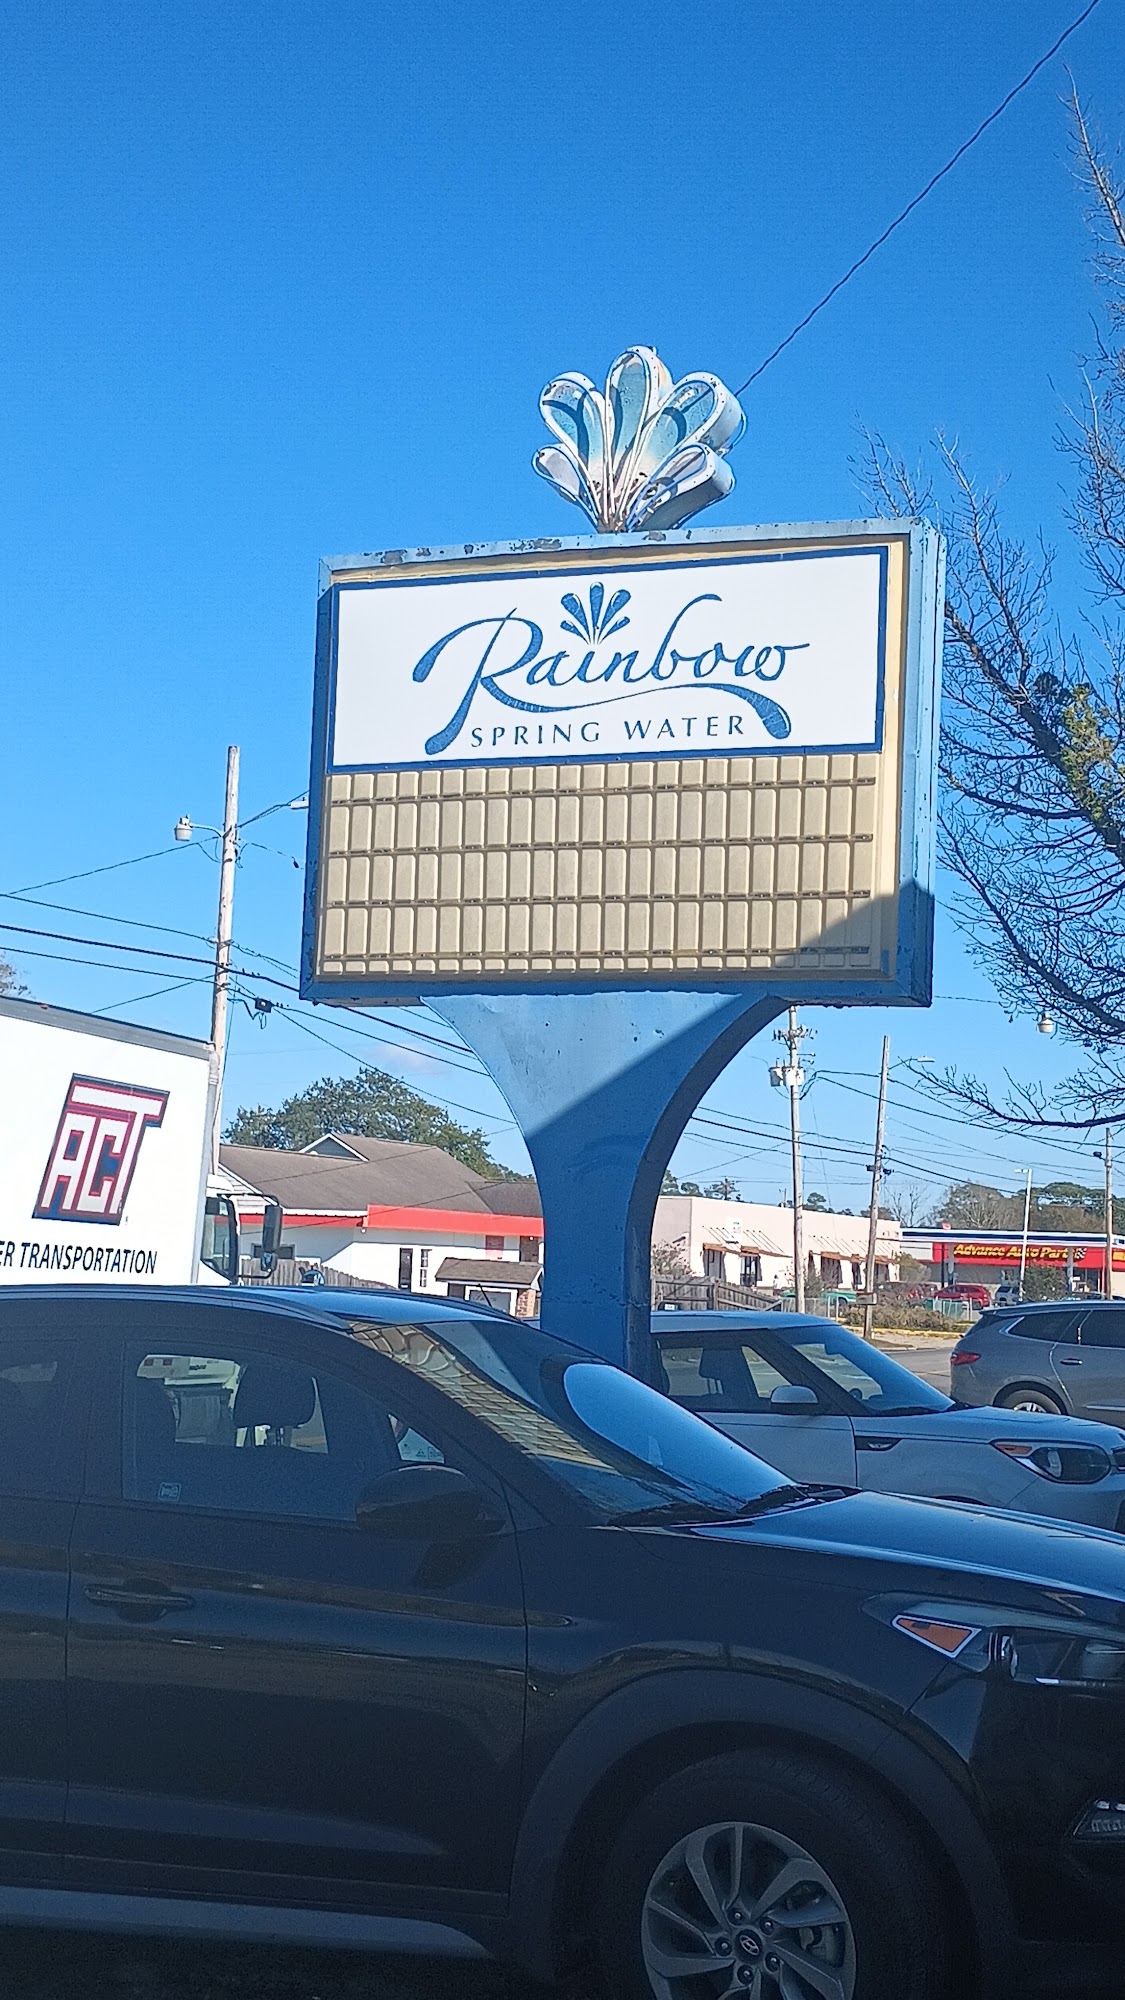 Rainbow
SPRING WATER
ACT
ER TRANSPORTATION
Advance Auto Parts